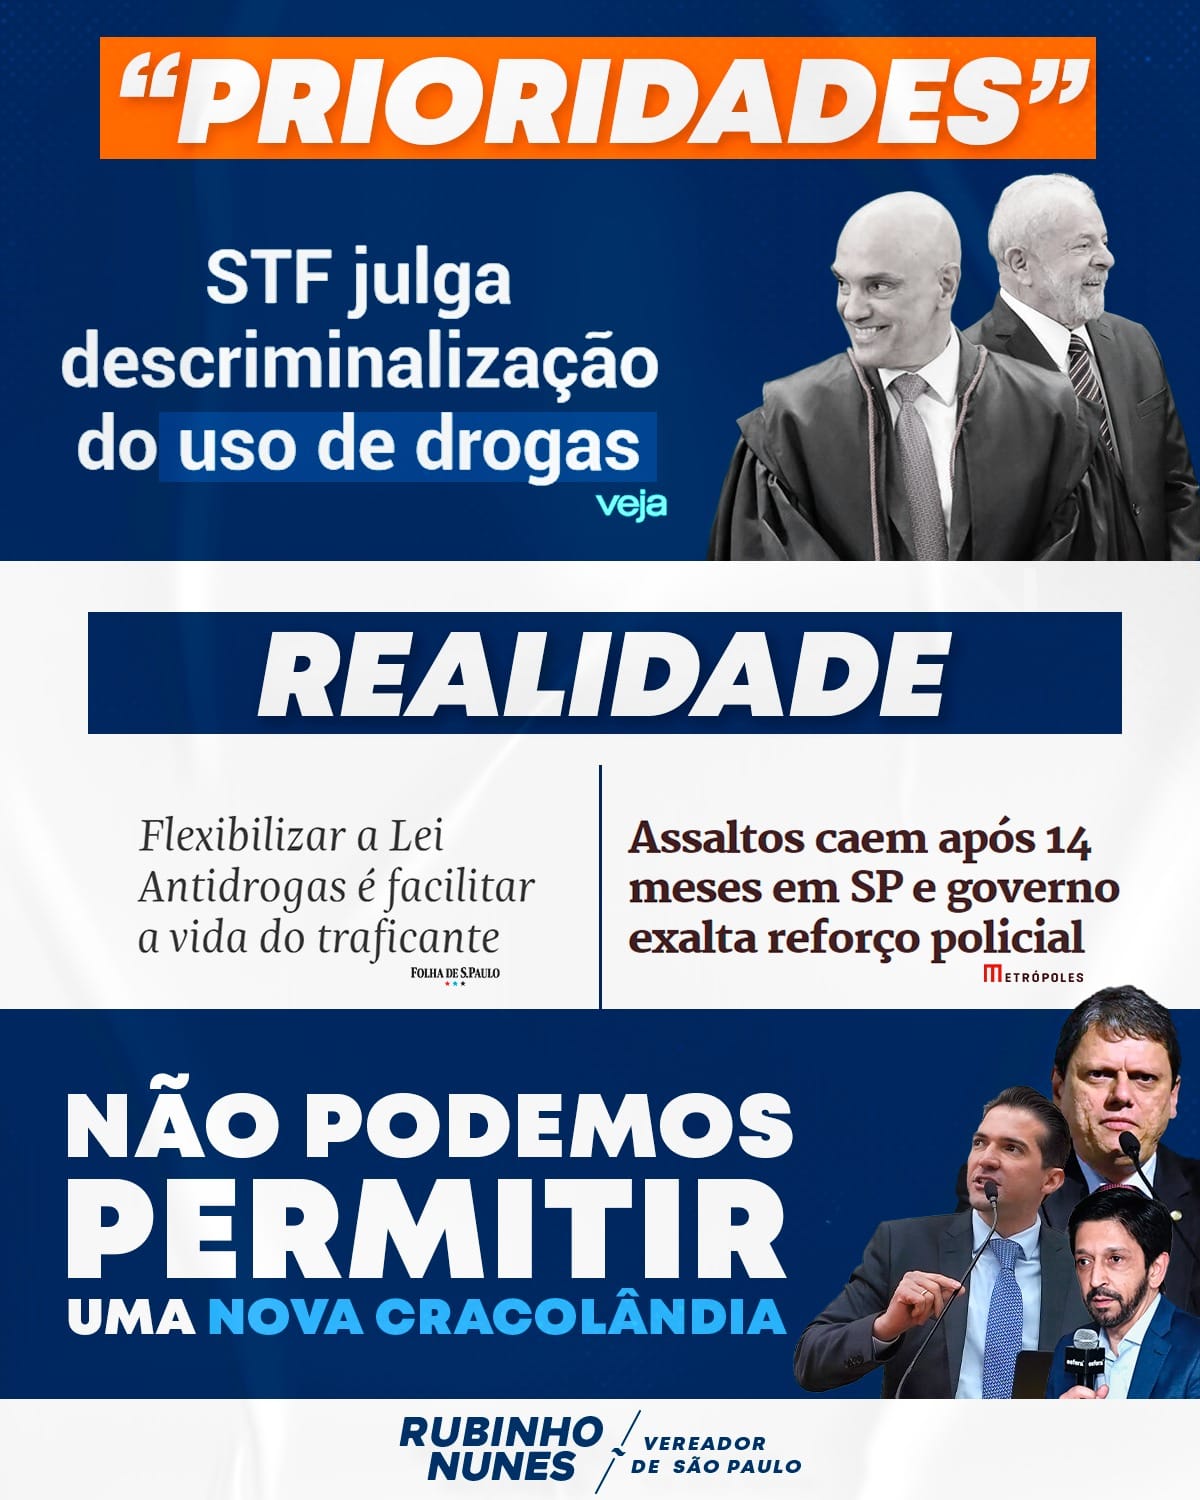 “PRIORIDADES”
STF julga
descriminalização
do uso de drogas
veja
REALIDADE
Flexibilizar a Lei
Antidrogas é facilitar
a vida do traficante
FOLHA DE S.PAULO
Assaltos caem após 14
meses em SP e governo
exalta reforço policial
METRÓPOLES
NÃO PODEMOS
PERMITIR
UMA NOVA CRACOLÂNDIA
RUBINHO
NUNES
VEREADOR
DE SÃO PAULO